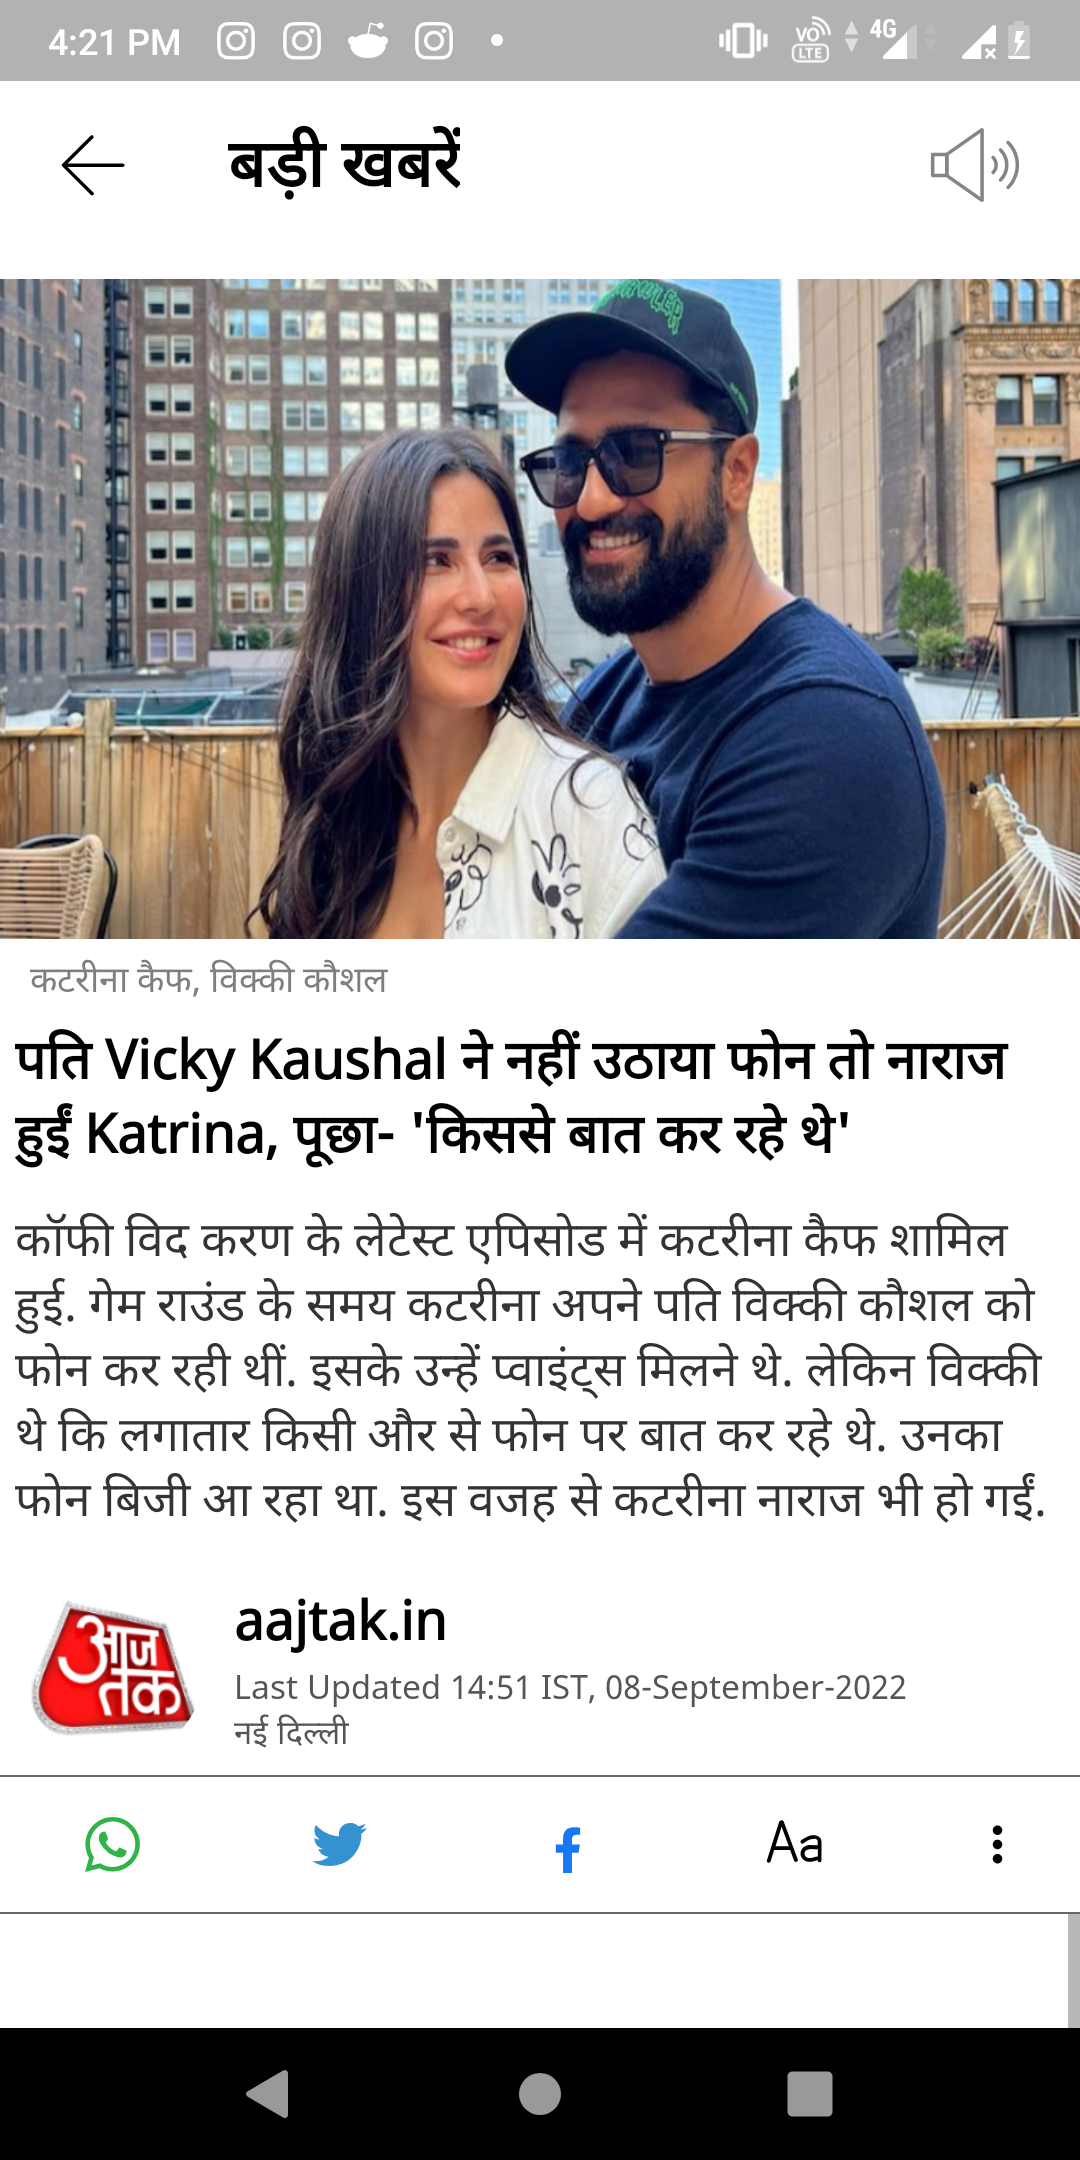 4:21 PM
VO LTE
4G
बड़ी खबरें
कटरीना कैफ, विक्की कौशल
पति Vicky Kaushal ने नहीं उठाया फोन तो नाराज
हुईं Katrina, पूछा- 'किससे बात कर रहे थे'
कॉफी विद करण के लेटेस्ट एपिसोड में कटरीना कैफ शामिल
हुई. गेम राउंड के समय कटरीना अपने पति विक्की कौशल को
फोन कर रही थीं. इसके उन्हें प्वाइंट्स मिलने थे. लेकिन विक्की
थे कि लगातार किसी और से फोन पर बात कर रहे थे. उनका
फोन बिजी आ रहा था. इस वजह से कटरीना नाराज भी हो गईं.
आज
तक
aajtak.in
Last Updated 14:51 IST, 08-September-2022
नई दिल्ली
Aa